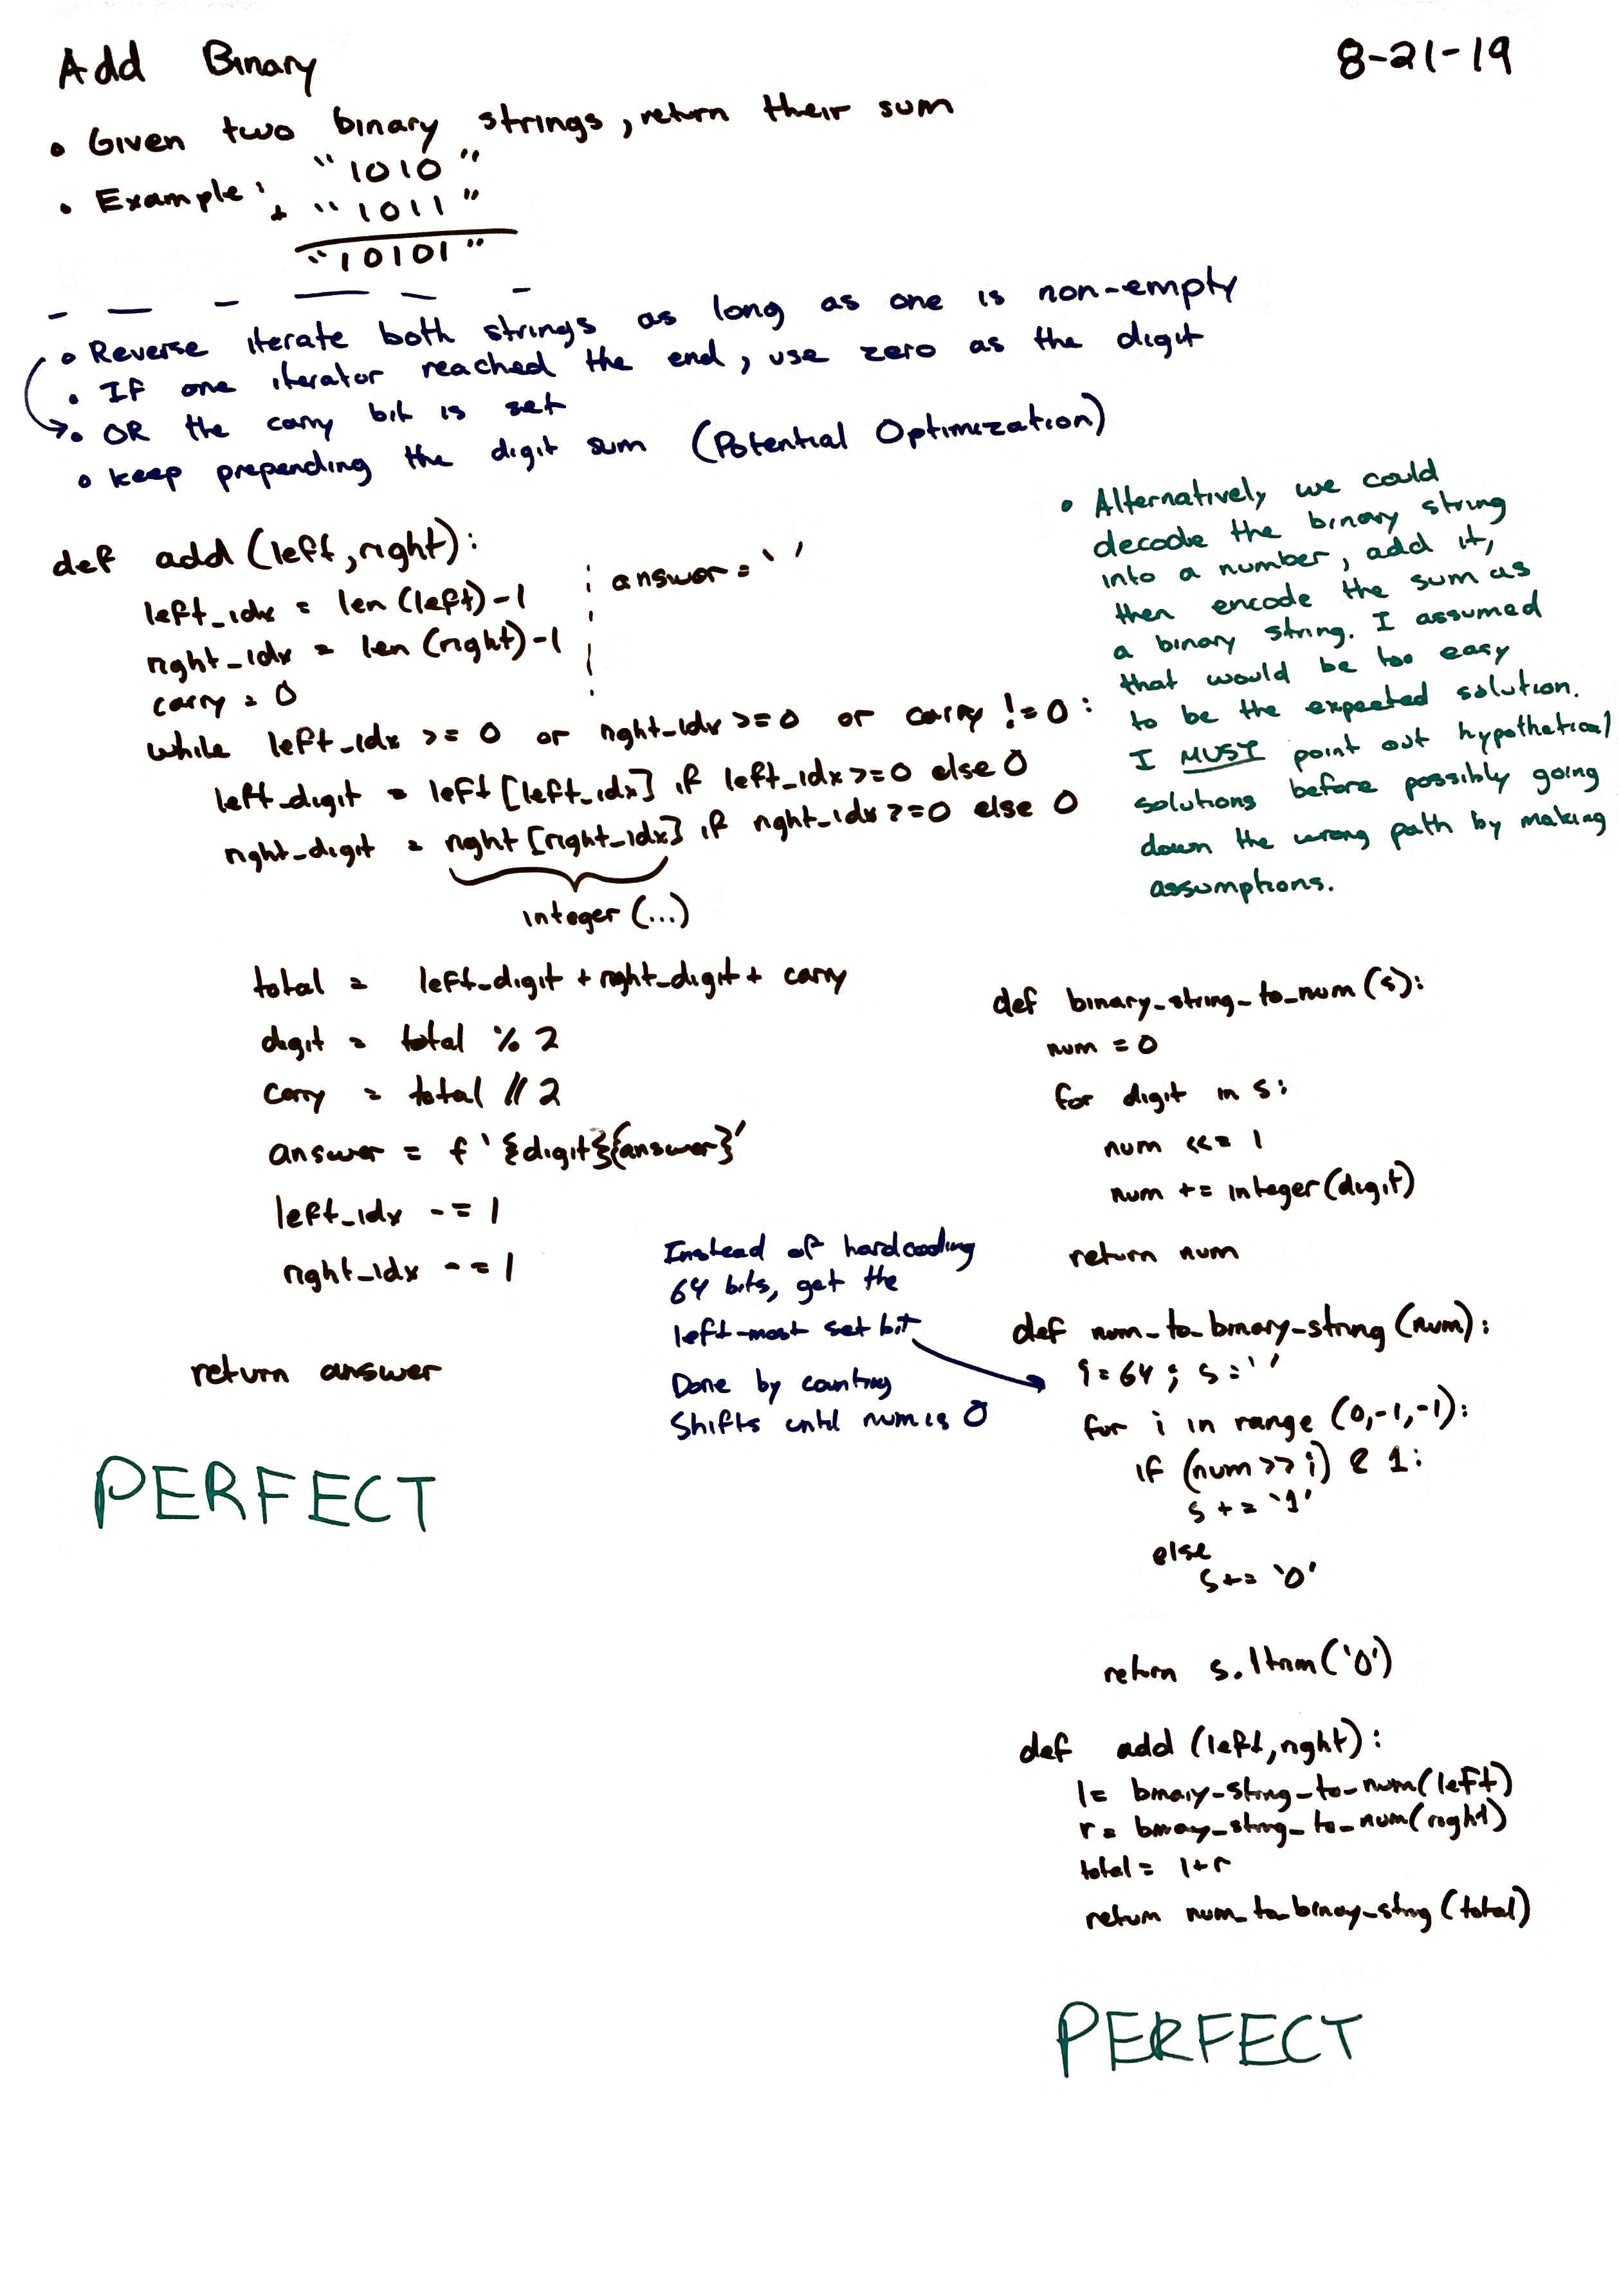 Add Binary
8-21-19
• Given two binary strings, return their sum
• Example: "1010"
+ "1011"
"10101"
• Reverse iterate both strings as long as one is non-empty
• If one iterator reached the end, use zero as the digit
• OR the carry bit is set
• keep prepending the digit sum (Potential Optimization)
def add(left,right):
left_idx = len(left)-1
right_idx = len(right)-1
carry = 0
answer = ''
while left_idx >= 0 or right_idx >= 0 or carry != 0:
left_digit = left[left_idx] if left_idx >= 0 else 0
right_digit = right[right_idx] if right_idx >= 0 else 0
integer(...)
total = left_digit + right_digit + carry
digit = total % 2
carry = total // 2
answer = f'{digit}{answer}'
left_idx -= 1
right_idx -= 1
return answer
PERFECT
• Alternatively we could
decode the binary string
into a number, add it,
then encode the sum as
a binary string. I assumed
that would be too easy
to be the expected solution.
I MUST point out hypothetical
solutions before possibly going
down the wrong path by making
assumptions.
def binary_string_to_num(s):
num = 0
for digit in s:
num <<= 1
num += integer(digit)
return num
Instead of hardcoding
64 bits, get the
left-most set bit
Done by counting
Shifts until num is 0
def num_to_binary_string(num):
i = 64; s = ''
for i in range (0,-1,-1):
if (num >> i) & 1:
s += '1'
else
s += '0'
return s.ltrim('0')
def add(left,right):
l = binary_string_to_num(left)
r = binary_string_to_num(right)
total = l+r
return num_to_binary_string(total)
PERFECT